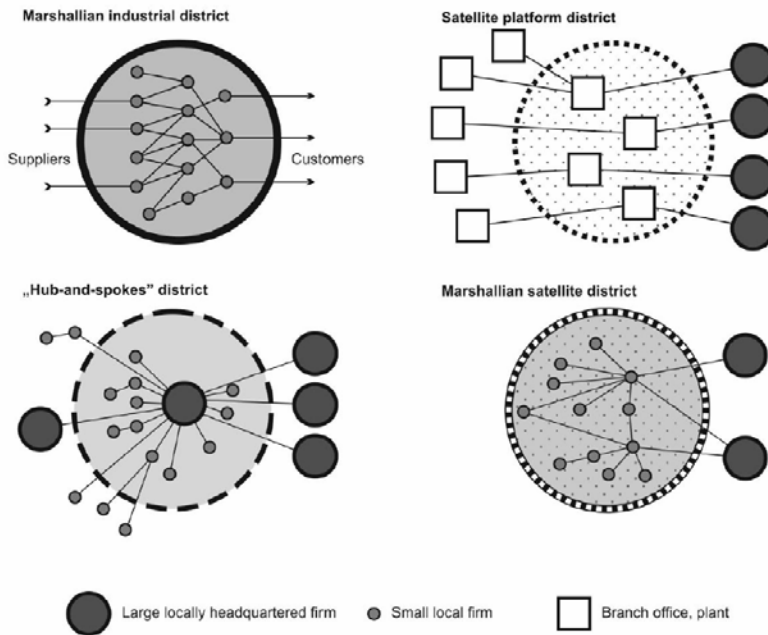 Marshallian industrial district
Satellite platform district
Suppliers
Customers
„Hub-and-spokes” district
Marshallian satellite district
Large locally headquartered firm
Small local firm
Branch office, plant